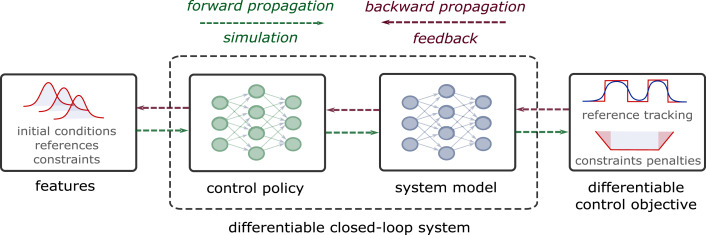 forward propagation
simulation
backward propagation
feedback
initial conditions
references
constraints
features
control policy
system model
reference tracking
constraints penalties
differentiable
control objective
differentiable closed-loop system